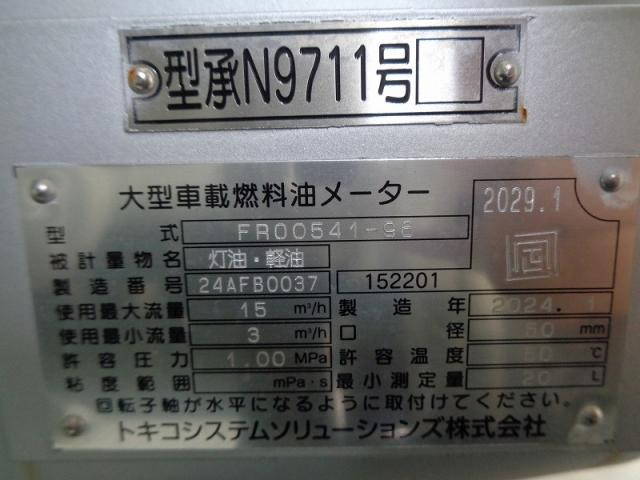 型承N9711号
大型車載燃料油メーター
2029.1
型式 FR00541-98
被計量物名 灯油・軽油
製造番号 24AFB0037 152201
使用最大流量 15 m³/h 製造年 2024.1
使用最小流量 3 m³/h 口径 50 mm
許容圧力 1.00 MPa 許容温度 60 ℃
粘度範囲 mPa・s 最小測定量 20 L
回転子軸が水平になるように取付けてください。
トキコシステムソリューションズ株式会社